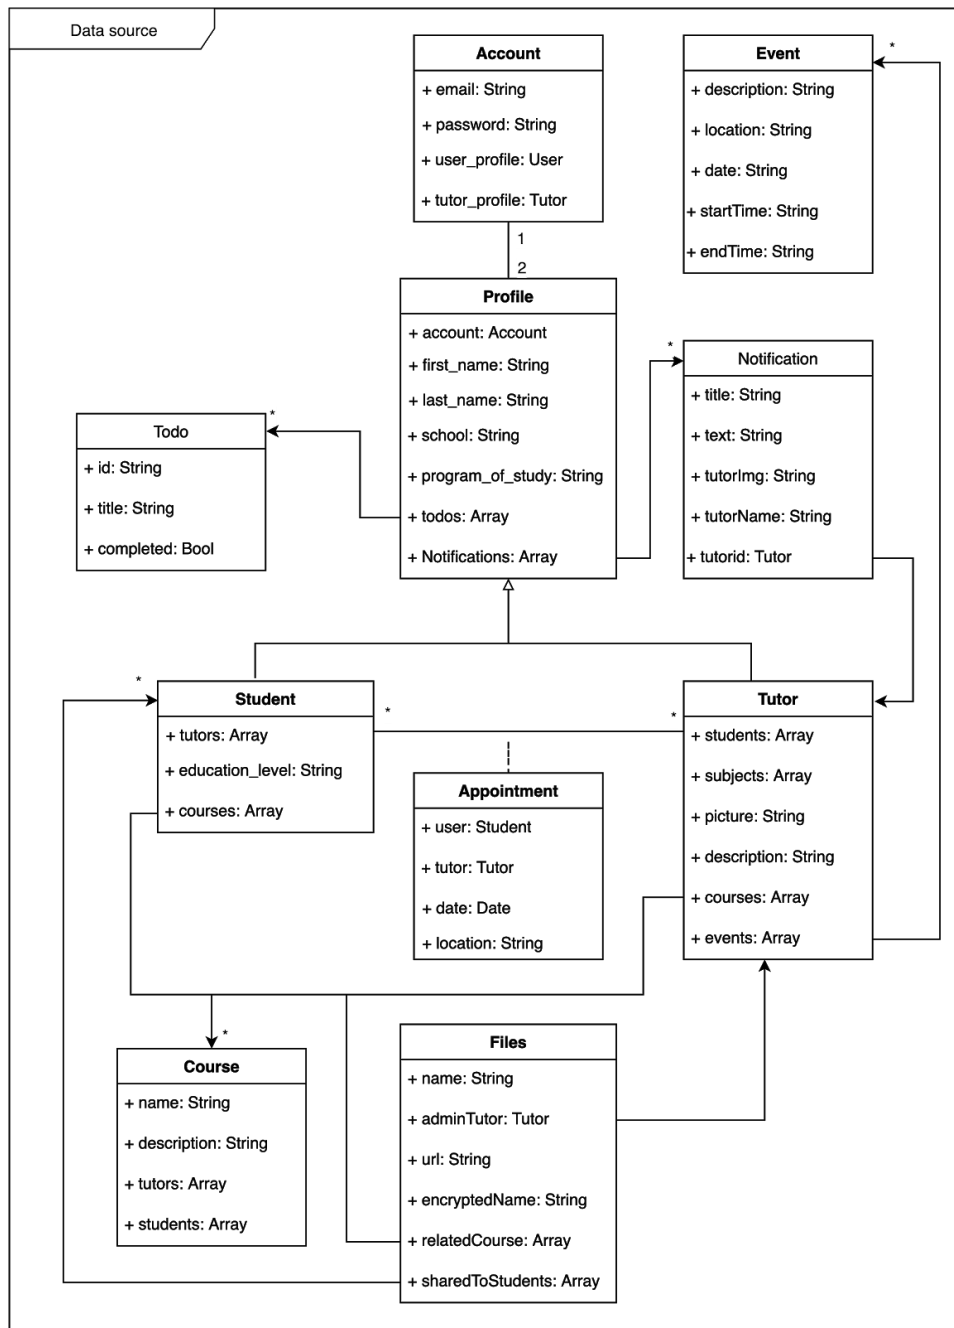 Data source
Account
+ email: String
+ password: String
+ user_profile: User
+ tutor_profile: Tutor
1
2
Event
*
+ description: String
+ location: String
+ date: String
+ startTime: String
+ endTime: String
Profile
+ account: Account
+ first_name: String
+ last_name: String
+ school: String
+ program_of_study: String
+ todos: Array
+ Notifications: Array
*
Notification
+ title: String
+ text: String
+ tutorImg: String
+ tutorName: String
+ tutorid: Tutor
*
Todo
+ id: String
+ title: String
+ completed: Bool
*
Student
+ tutors: Array
+ education_level: String
+ courses: Array
*
*
Tutor
+ students: Array
+ subjects: Array
+ picture: String
+ description: String
+ courses: Array
+ events: Array
Appointment
+ user: Student
+ tutor: Tutor
+ date: Date
+ location: String
*
Course
+ name: String
+ description: String
+ tutors: Array
+ students: Array
Files
+ name: String
+ adminTutor: Tutor
+ url: String
+ encryptedName: String
+ relatedCourse: Array
+ sharedToStudents: Array